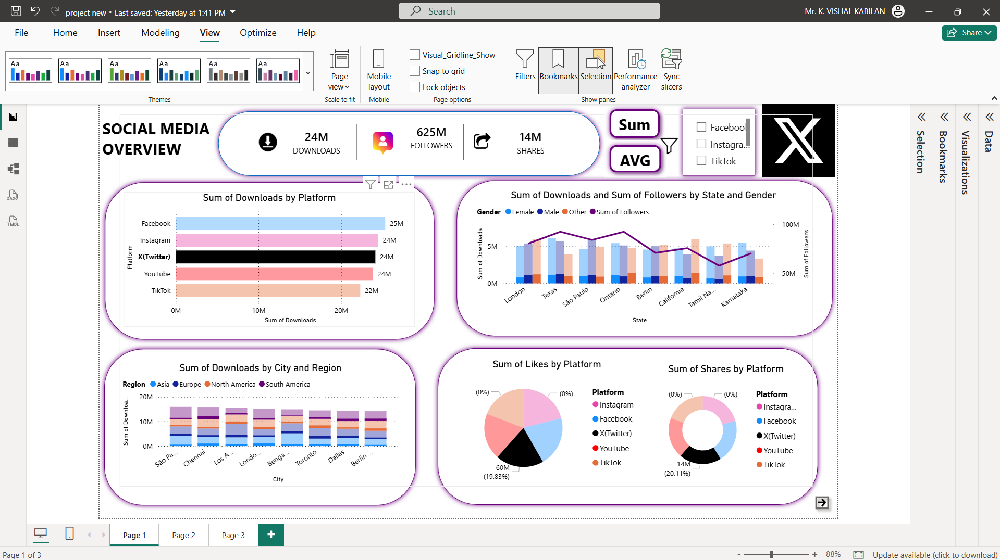 project new • Last saved: Yesterday at 1:41 PM
Search
Mr. K. VISHAL KABILAN
File
Home
Insert
Modeling
View
Optimize
Help
Share
Aa
Aa
Aa
Aa
Aa
Aa
Themes
Page view
Scale to fit
Mobile layout
Mobile
Visual_Gridline_Show
Snap to grid
Lock objects
Page options
Filters
Bookmarks
Selection
Performance analyzer
Sync slicers
Show panes
SOCIAL MEDIA
OVERVIEW
24M
DOWNLOADS
625M
FOLLOWERS
14M
SHARES
Sum
AVG
Faceboo
Instagra...
TikTok
X
Selection
Bookmarks
Visualizations
Data
Sum of Downloads by Platform
Platform
Facebook
25M
Instagram
24M
X(Twitter)
24M
YouTube
24M
TikTok
22M
0M
10M
20M
Sum of Downloads
Sum of Downloads and Sum of Followers by State and Gender
Gender
Female
Male
Other
Sum of Followers
Sum of Downloads
5M
0M
100M
50M
Sum of Followers
London
Texas
São Paulo
Ontario
Berlin
California
Tamil Na...
Karnataka
State
Sum of Downloads by City and Region
Region
Asia
Europe
North America
South America
Sum of Downloa...
20M
10M
0M
São Pa...
Chennai
Los A...
Londo...
Benga...
Toronto
Dallas
Berlin ...
City
Sum of Likes by Platform
(0%)
(0%)
60M
(19.83%)
Platform
Instagram
Facebook
X(Twitter)
YouTube
TikTok
Sum of Shares by Platform
(0%)
(0%)
14M
(20.11%)
Platform
Instagra...
Facebook
X(Twitter)
YouTube
TikTok
DAX
TMDL
Page 1
Page 2
Page 3
+
Page 1 of 3
-
+
88%
Update available (click to download)